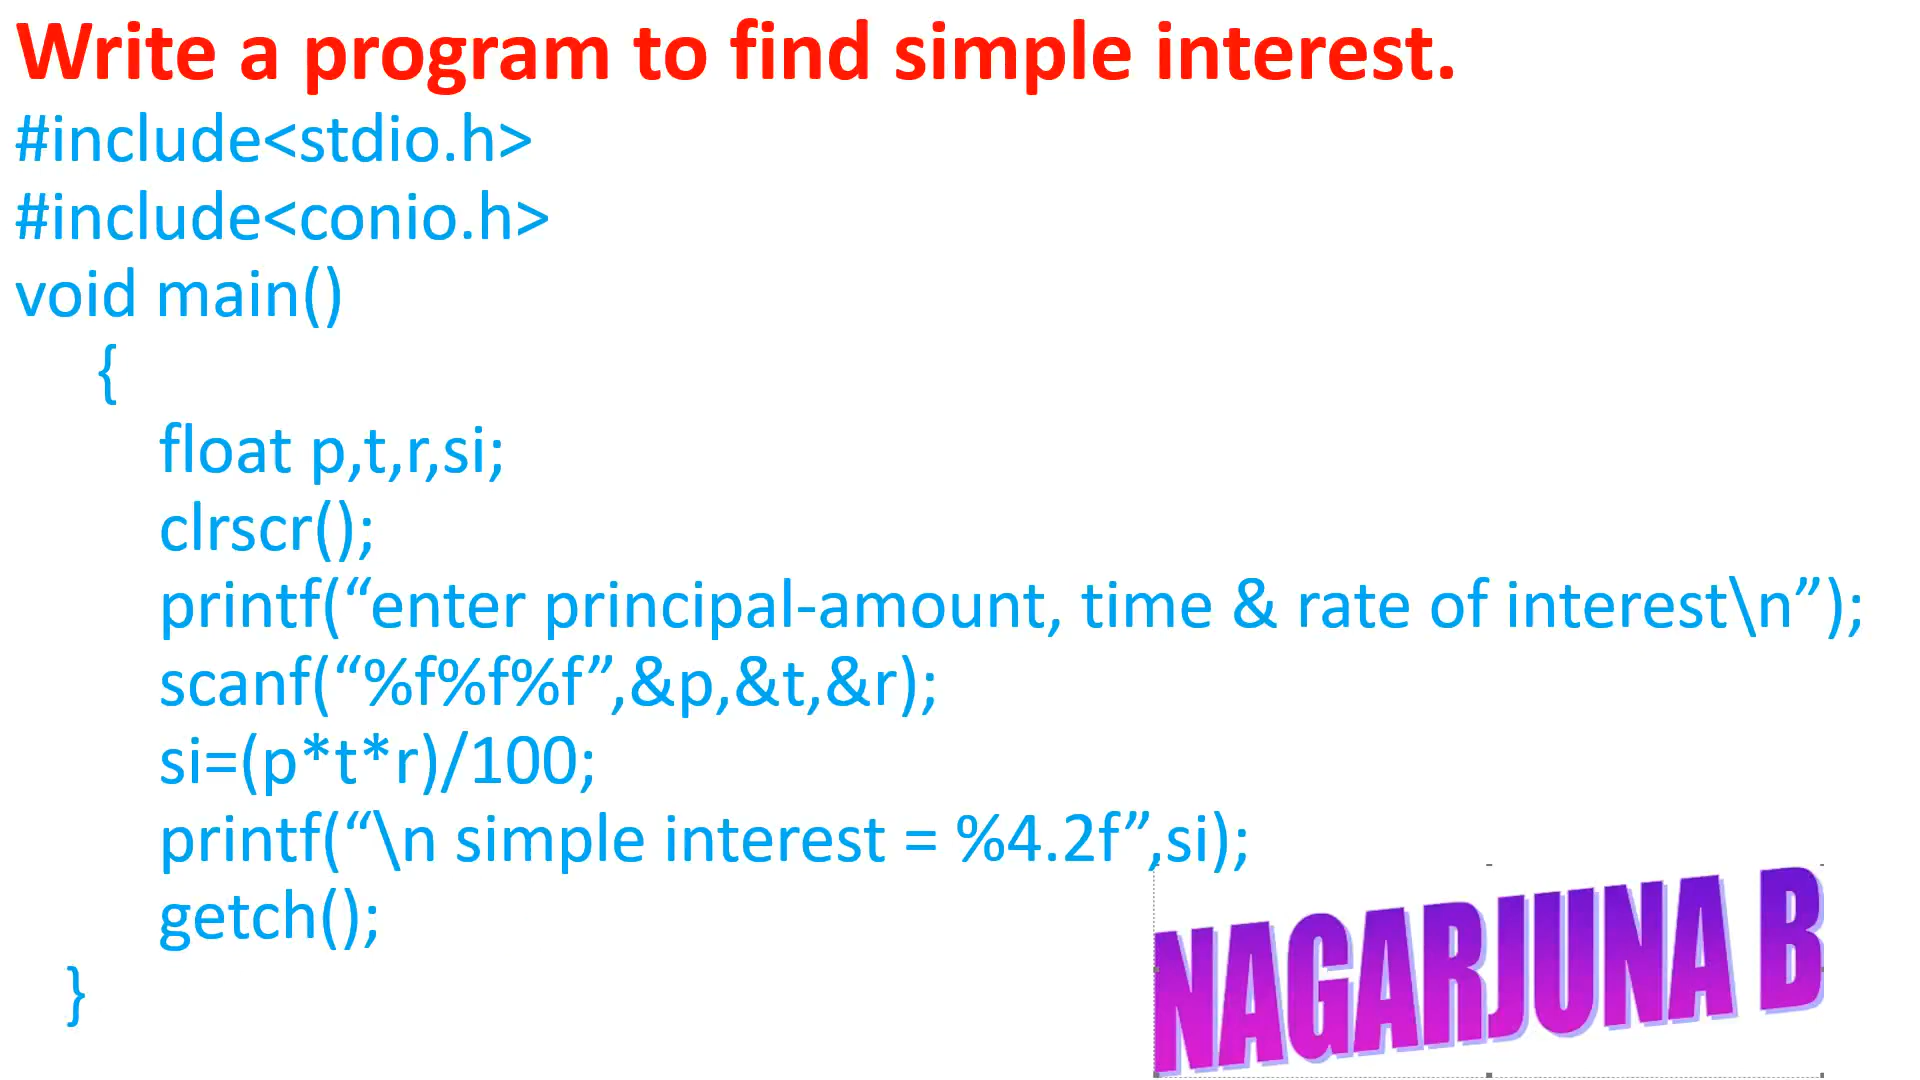 Write a program to find simple interest.
#include<stdio.h>
#include<conio.h>
void main()
{
float p,t,r,si;
clrscr();
printf(“enter principal-amount, time & rate of interest\n”);
scanf(“%f%f%f”,&p,&t,&r);
si=(p*t*r)/100;
printf(“\n simple interest = %4.2f”,si);
getch();
}
NAGARJUNA B